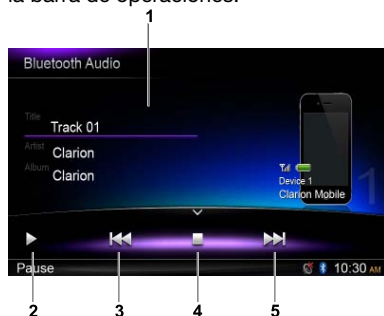 la barra de operaciones.
1
Bluetooth Audio
Title
Track 01
Artist
Clarion
Album
Clarion
Device 1
Clarion Mobile
1
Pause
10:30 AM
2 3 4 5